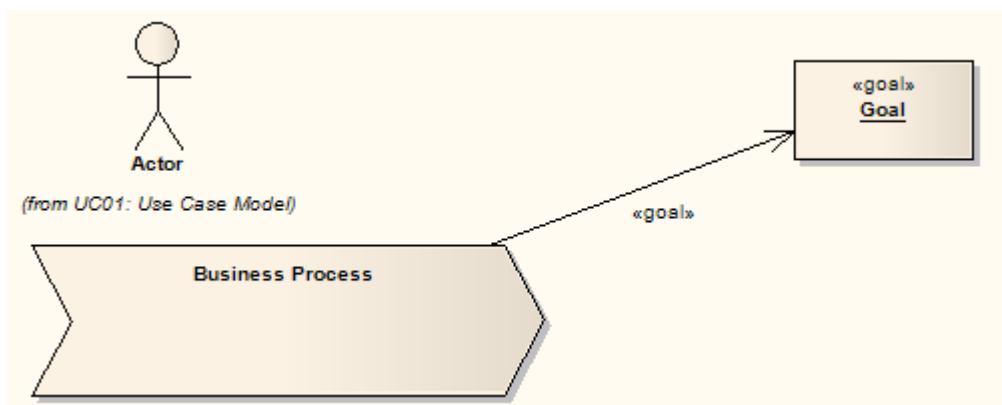 «goal»
Goal
Actor
(from UC01: Use Case Model)
«goal»
Business Process